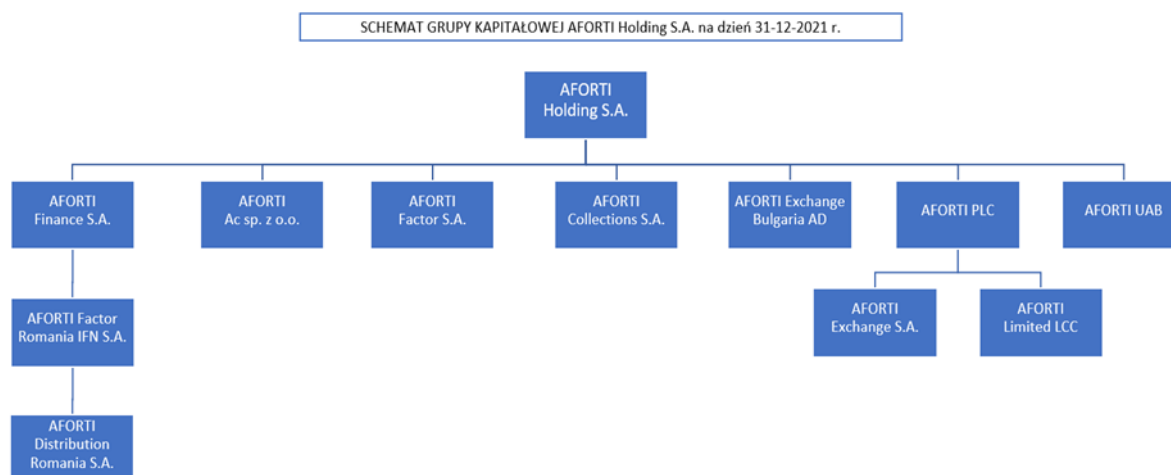 SCHEMAT GRUPY KAPITAŁOWEJ AFORTI Holding S.A. na dzień 31-12-2021 r.
AFORTI
Holding S.A.
AFORTI
Finance S.A.
AFORTI
Ac sp. z o.o.
AFORTI
Factor S.A.
AFORTI
Collections S.A.
AFORTI Exchange
Bulgaria AD
AFORTI PLC
AFORTI UAB
AFORTI Factor
Romania IFN S.A.
AFORTI
Exchange S.A.
AFORTI
Limited LCC
AFORTI
Distribution
Romania S.A.